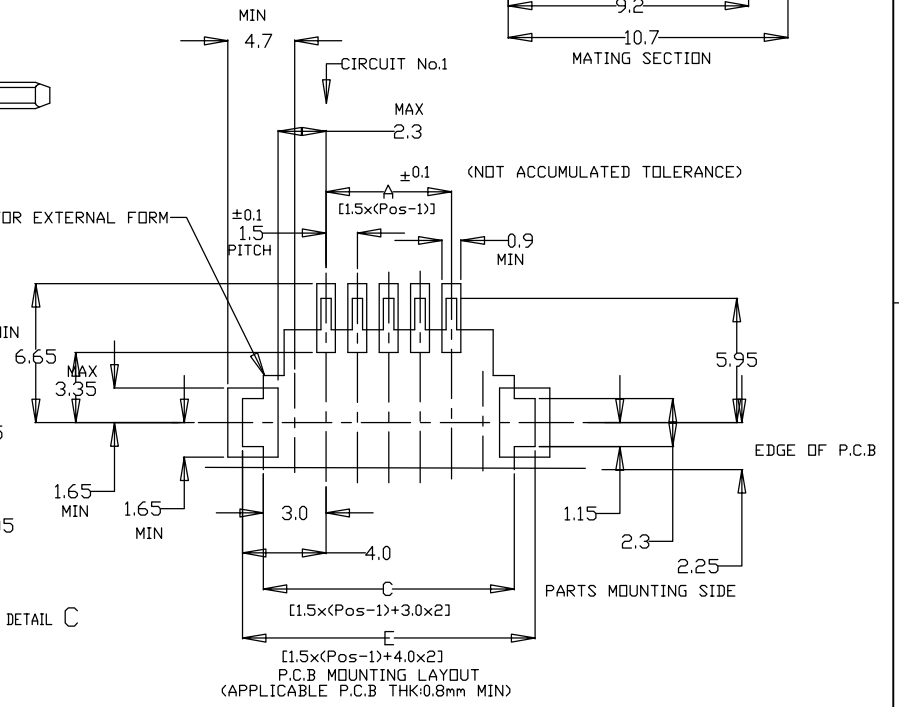 9.2
MIN
4.7
10.7
MATING SECTION
CIRCUIT No.1
MAX
2.3
±0.1
(NOT ACCUMULATED TOLERANCE)
A
[1.5x(Pos-1)]
OR EXTERNAL FORM
±0.1
1.5
PITCH
0.9
MIN
MIN
6.65
MAX
3.35
5.95
EDGE OF P.C.B
1.65
MIN
1.65
MIN
3.0
1.15
5
4.0
2.3
2.25
PARTS MOUNTING SIDE
C
[1.5x(Pos-1)+3.0x2]
DETAIL C
E
[1.5x(Pos-1)+4.0x2]
P.C.B MOUNTING LAYOUT
(APPLICABLE P.C.B THK:0.8mm MIN)